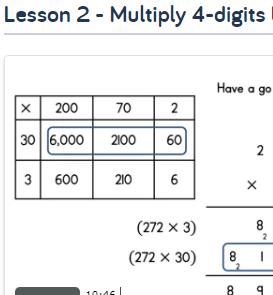 Lesson 2 - Multiply 4-digits
Have a go
× 200 70 2
30 6,000 2100 60
3 600 210 6
2
×
(272 × 3) 8 2
(272 × 30) 8 2 1
8 9